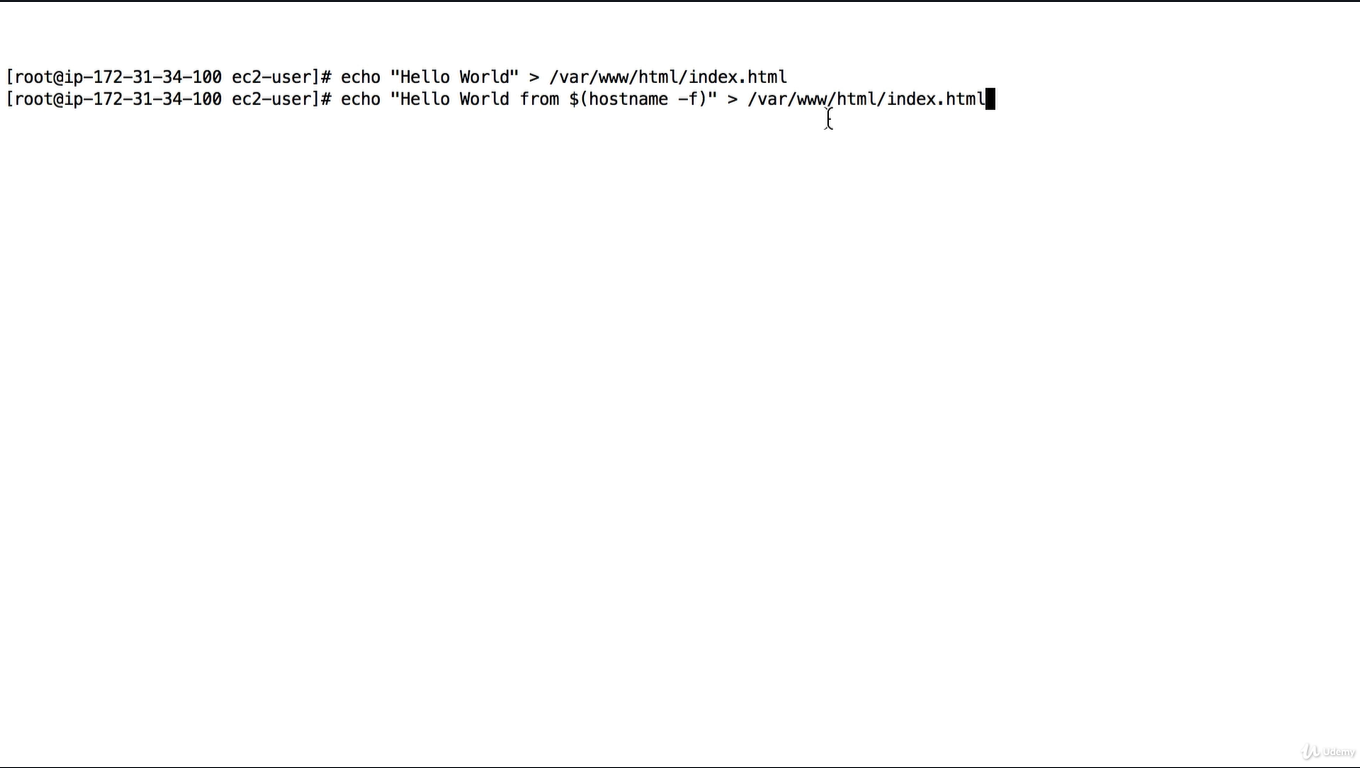 [root@ip-172-31-34-100 ec2-user]# echo "Hello World" > /var/www/html/index.html
[root@ip-172-31-34-100 ec2-user]# echo "Hello World from $(hostname -f)" > /var/www/html/index.html
Udemy